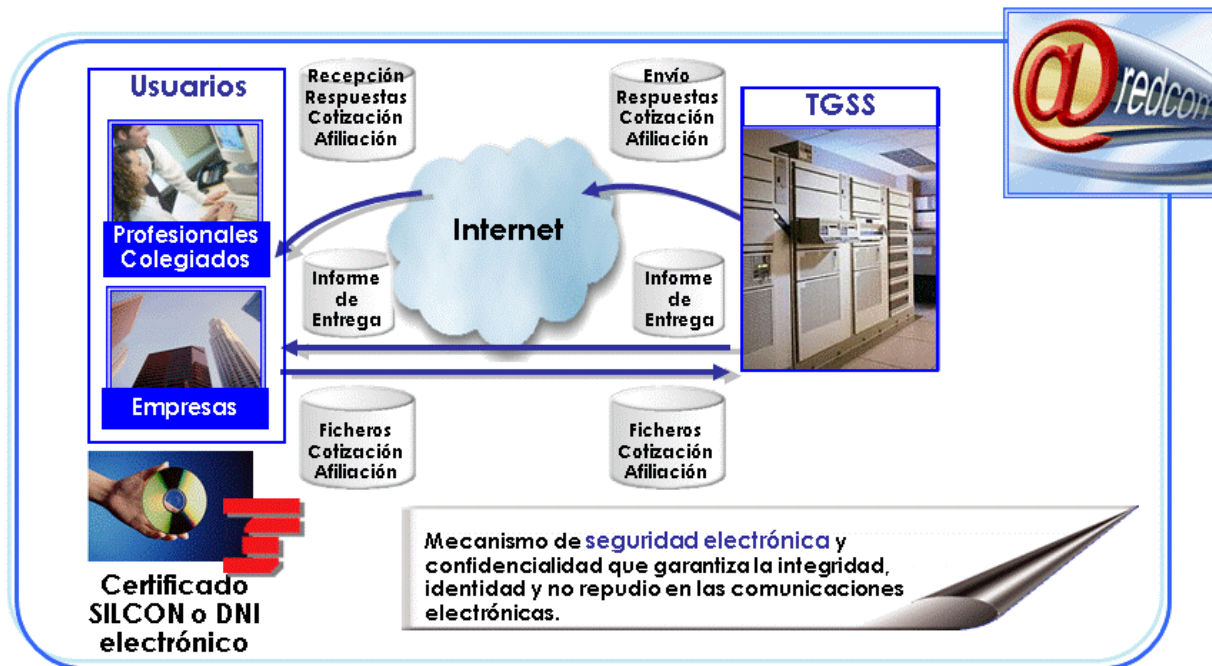 Usuarios
Profesionales
Colegiados
Empresas
Certificado
SILCON o DNI
electrónico
Recepción
Respuestas
Cotización
Afiliación
Envío
Respuestas
Cotización
Afiliación
TGSS
@redcom
Internet
Informe
de
Entrega
Informe
de
Entrega
Ficheros
Cotización
Afiliación
Ficheros
Cotización
Afiliación
Mecanismo de seguridad electrónica y
confidencialidad que garantiza la integridad,
identidad y no repudio en las comunicaciones
electrónicas.